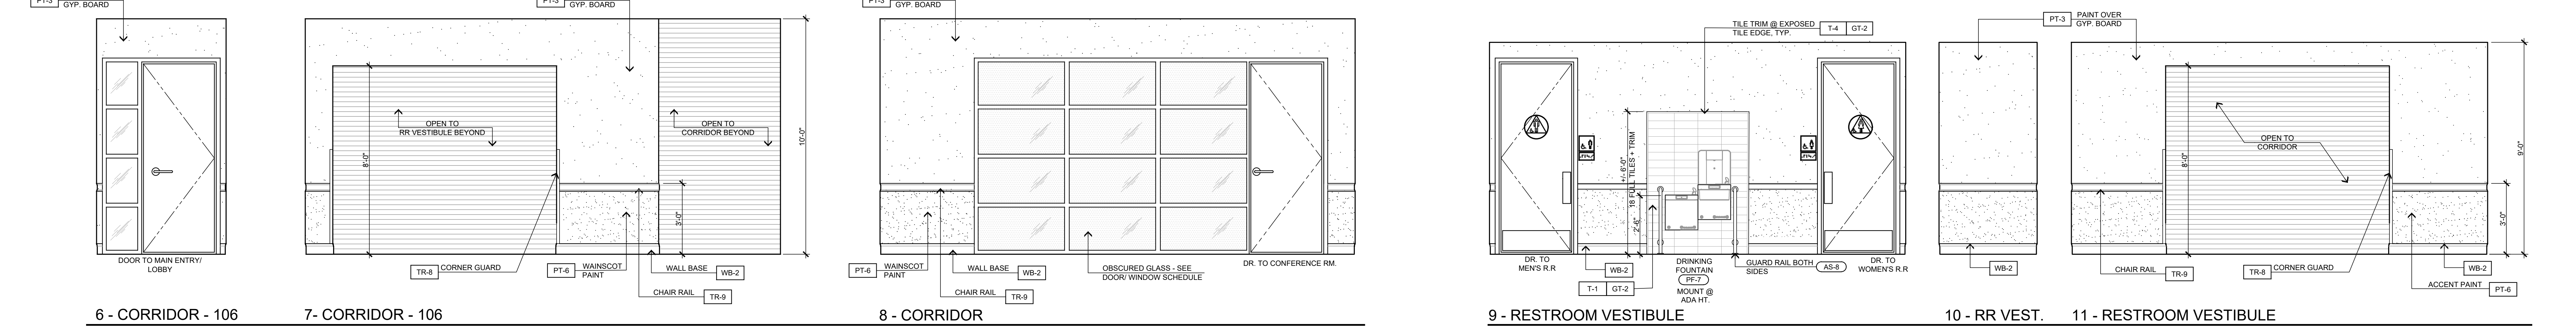 PT-3
GYP. BOARD
DOOR TO MAIN ENTRY/
LOBBY
6 - CORRIDOR - 106
PT-3
GYP. BOARD
8'-0"
OPEN TO
RR VESTIBULE BEYOND
OPEN TO
CORRIDOR BEYOND
10'-0"
3'-0"
TR-8
CORNER GUARD
PT-6
WAINSCOT
PAINT
WALL BASE
WB-2
CHAIR RAIL
TR-9
7- CORRIDOR - 106
PT-3
GYP. BOARD
PT-6
WAINSCOT
PAINT
WALL BASE
WB-2
CHAIR RAIL
TR-9
OBSCURED GLASS - SEE
DOOR/ WINDOW SCHEDULE
DR. TO CONFERENCE RM.
8 - CORRIDOR
TILE TRIM @ EXPOSED
TILE EDGE, TYP.
T-4
GT-2
+/- 6'-0"
18 FULL TILES + TRIM
2'-6"
DR. TO
MEN'S R.R
WB-2
T-1
GT-2
DRINKING
FOUNTAIN
PF-7
MOUNT @
ADA HT.
GUARD RAIL BOTH
SIDES
AS-8
DR. TO
WOMEN'S R.R
9 - RESTROOM VESTIBULE
PT-3
PAINT OVER
GYP. BOARD
WB-2
10 - RR VEST.
8'-0"
OPEN TO
CORRIDOR
9'-0"
3'-0"
CHAIR RAIL
TR-9
TR-8
CORNER GUARD
WB-2
ACCENT PAINT
PT-6
11 - RESTROOM VESTIBULE